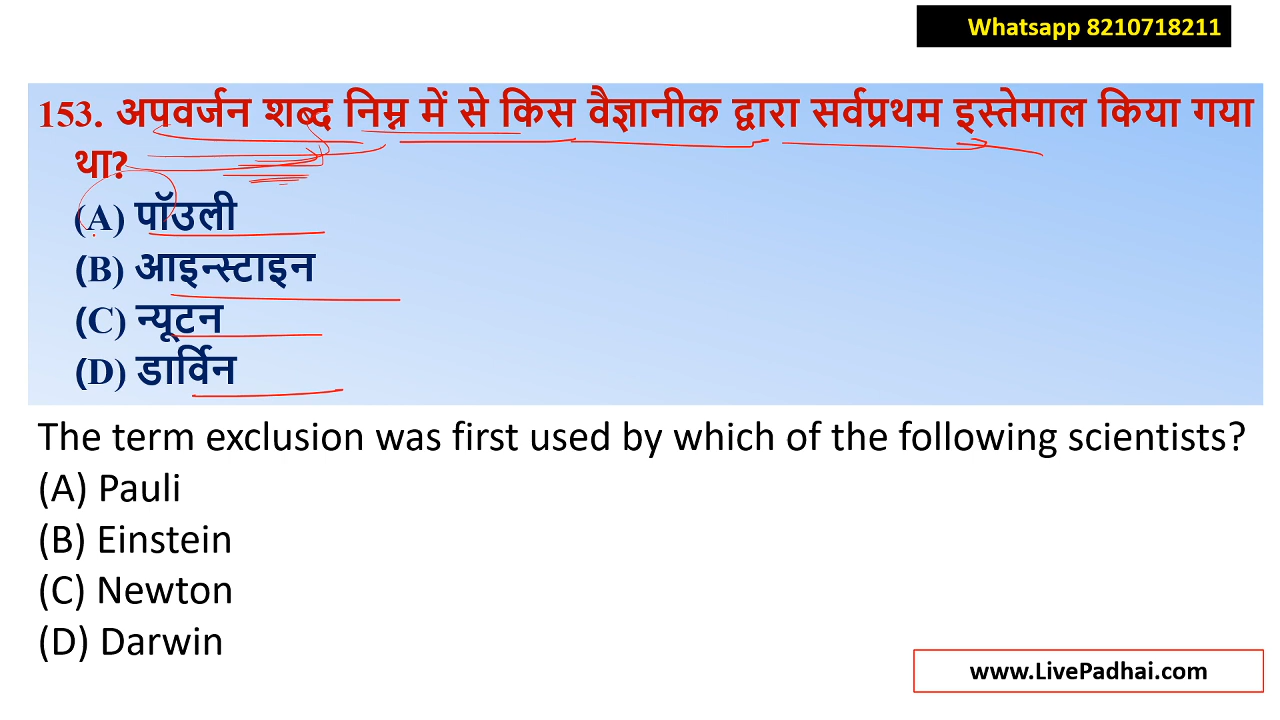 Whatsapp 8210718211
153. अपवर्जन शब्द निम्न में से किस वैज्ञानीक द्वारा सर्वप्रथम इस्तेमाल किया गया
था?
(A) पॉउली
(B) आइन्स्टाइन
(C) न्यूटन
(D) डार्विन
The term exclusion was first used by which of the following scientists?
(A) Pauli
(B) Einstein
(C) Newton
(D) Darwin
www.LivePadhai.com